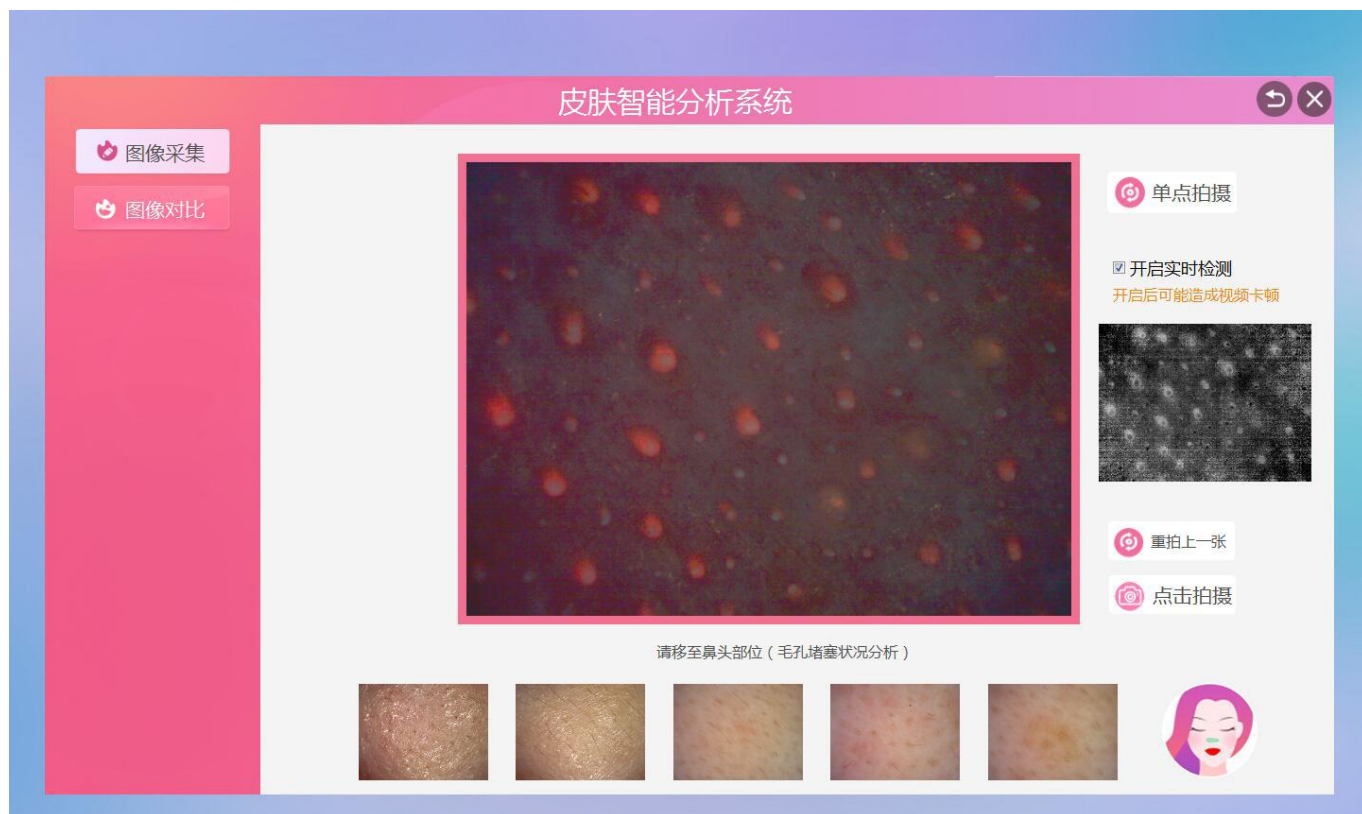 皮肤智能分析系统
图像采集
图像对比
单点拍摄
开启实时检测
开启后可能造成视频卡顿
重拍上一张
点击拍摄
请移至鼻头部位（毛孔堵塞状况分析）